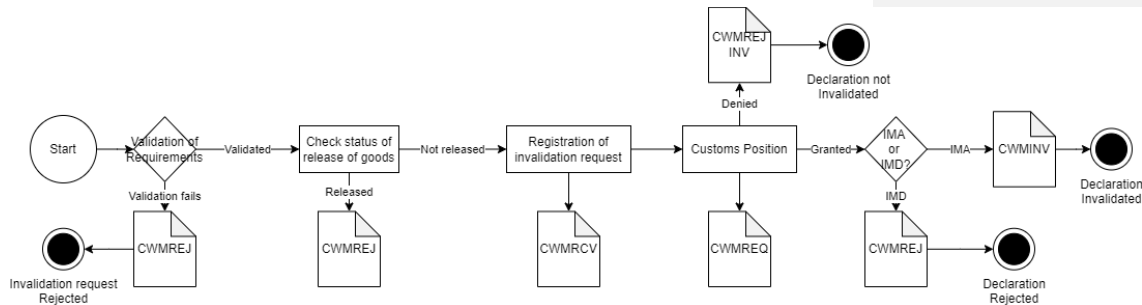 CWMREJ
INV
Declaration not
Invalidated
Denied
Start
Validation of
Requirements
Validated
Check status of
release of goods
Not released
Registration of
invalidation request
Customs Position
Granted
IMA
or
IMD?
IMA
CWMINV
Declaration
Invalidated
Validation fails
Released
IMD
CWMREJ
Invalidation request
Rejected
CWMREJ
CWMRCV
CWMREQ
CWMREJ
Declaration
Rejected